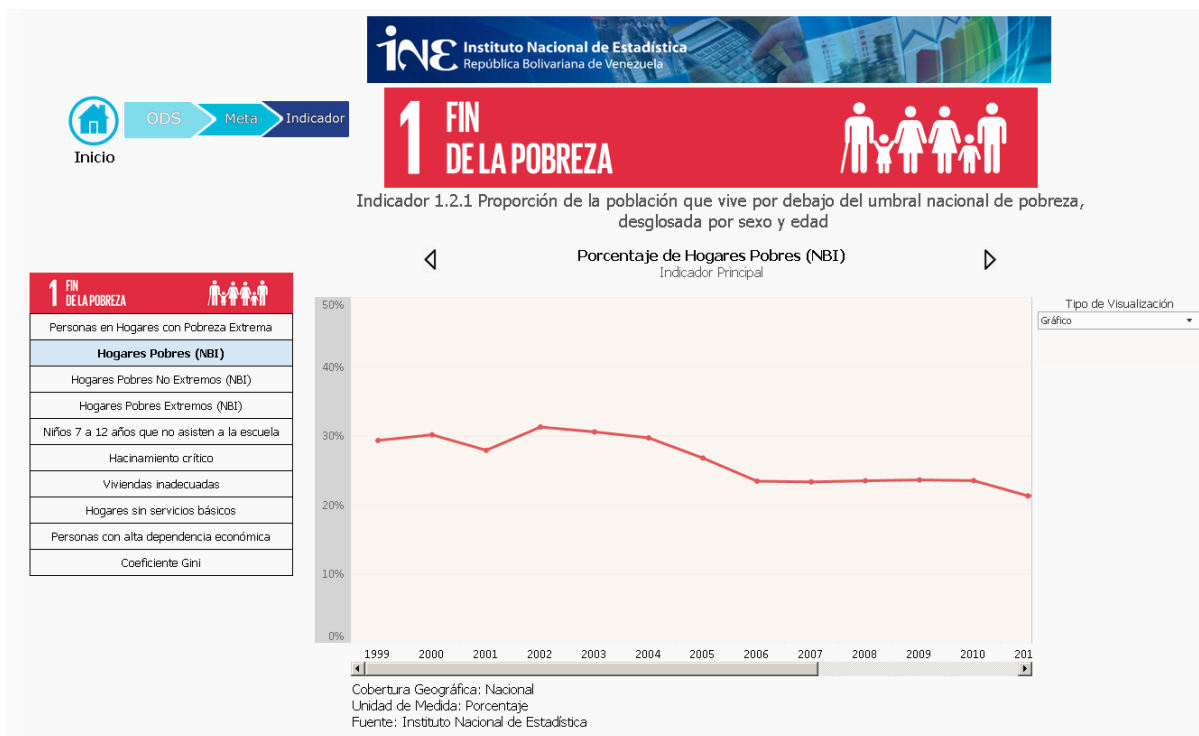 iNE Instituto Nacional de Estadística
República Bolivariana de Venezuela
ODS Meta Indicador
Inicio
1 FIN
DE LA POBREZA
Indicador 1.2.1 Proporción de la población que vive por debajo del umbral nacional de pobreza,
desglosada por sexo y edad
Porcentaje de Hogares Pobres (NBI)
Indicador Principal
1 FIN
DE LA POBREZA
Personas en Hogares con Pobreza Extrema
Hogares Pobres (NBI)
Hogares Pobres No Extremos (NBI)
Hogares Pobres Extremos (NBI)
Niños 7 a 12 años que no asisten a la escuela
Hacinamiento crítico
Viviendas inadecuadas
Hogares sin servicios básicos
Personas con alta dependencia económica
Coeficiente Gini
50%
40%
30%
20%
10%
0%
1999 2000 2001 2002 2003 2004 2005 2006 2007 2008 2009 2010 201
Tipo de Visualización
Gráfico
Cobertura Geográfica: Nacional
Unidad de Medida: Porcentaje
Fuente: Instituto Nacional de Estadística